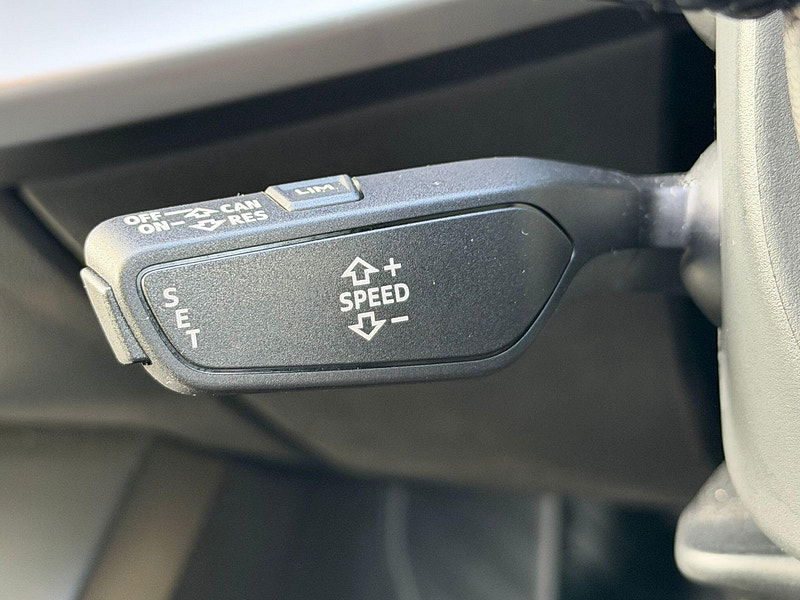 LIM
OFF CAN
ON RES
SET
+
SPEED
-